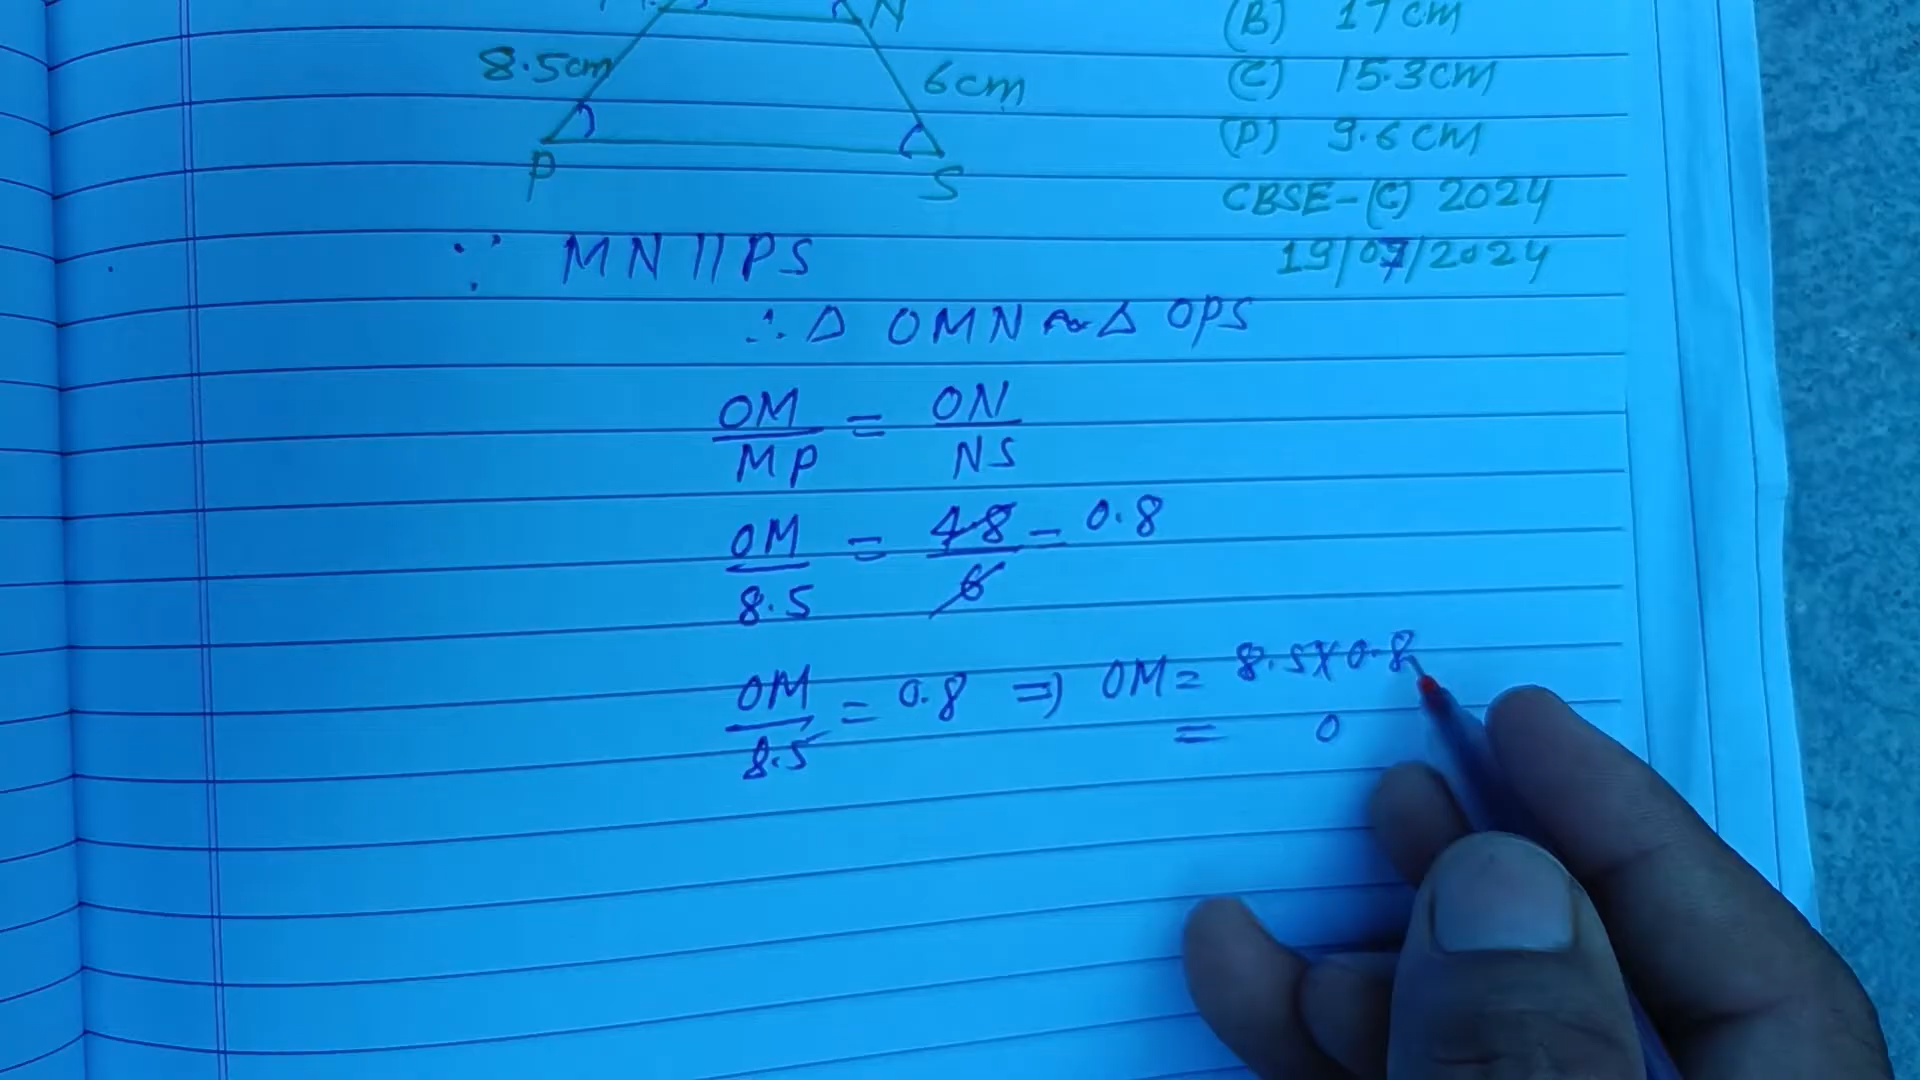 N
(B) 17cm
8.5cm
6cm
(C) 15.3cm
(D) 9.6cm
P
S
CBSE-(C) 2024
19/07/2024
∵ MN||PS
∴ Δ OMN ~ Δ OPS
OM/MP = ON/NS
OM/8.5 = 4.8/6 = 0.8
OM/8.5 = 0.8 ⇒ OM = 8.5×0.8
= 0